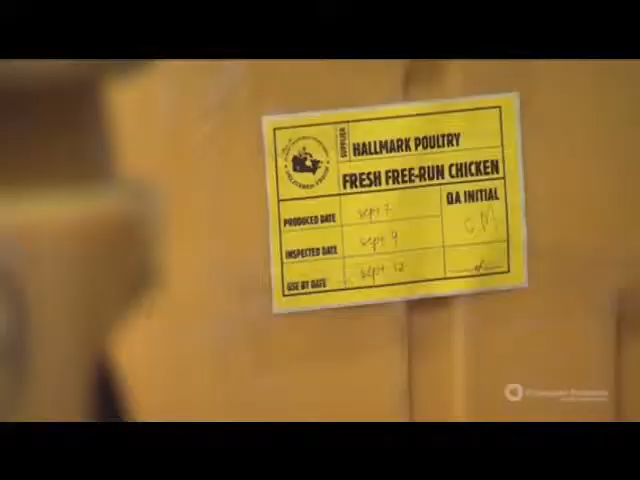 SUPPLIER
HALLMARK POULTRY
FRESH FREE-RUN CHICKEN
PRODUCED DATE sept 7
QA INITIAL
CM
INSPECTED DATE sept 9
USE BY DATE sept 12